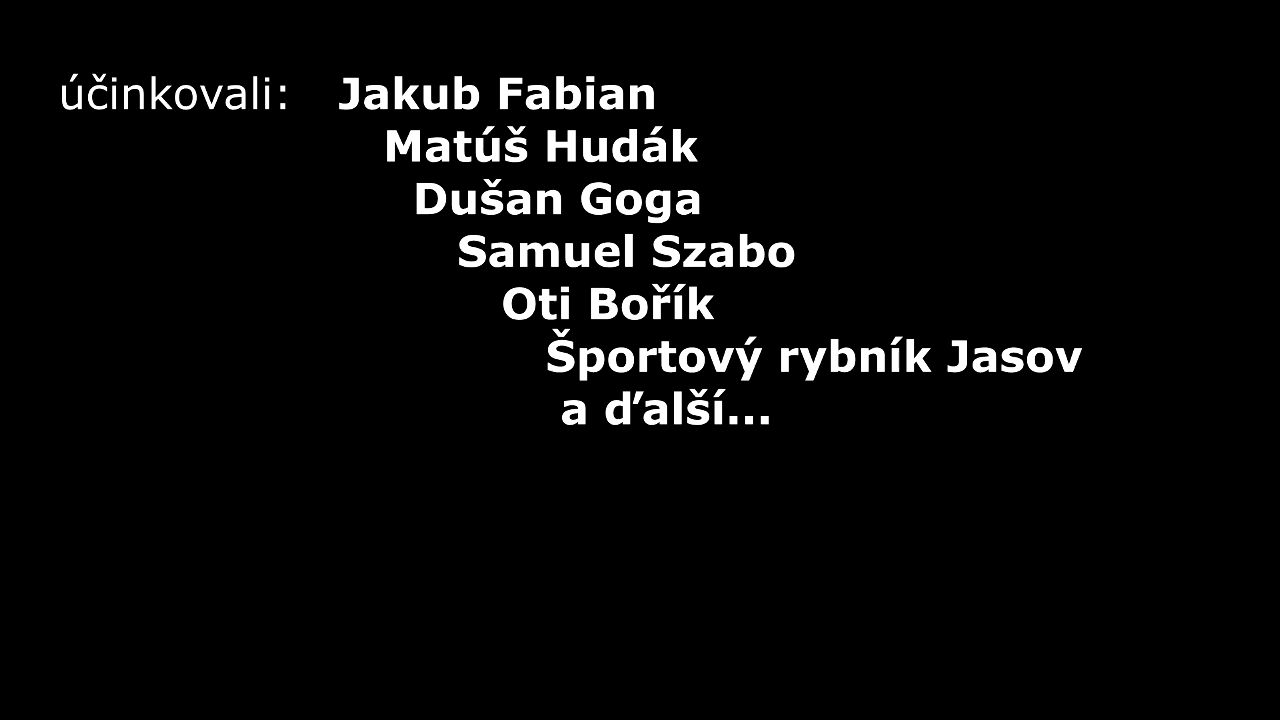 účinkovali: Jakub Fabian
Matúš Hudák
Dušan Goga
Samuel Szabo
Oti Bořík
Športový rybník Jasov
a ďalší...